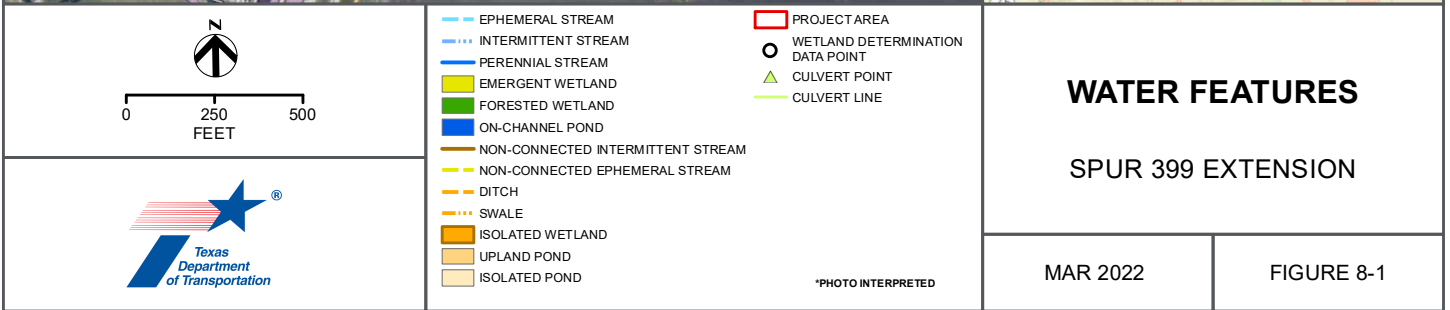 N
0 250 500
FEET
Texas
Department
of Transportation
®
EPHEMERAL STREAM
INTERMITTENT STREAM
PERENNIAL STREAM
EMERGENT WETLAND
FORESTED WETLAND
ON-CHANNEL POND
NON-CONNECTED INTERMITTENT STREAM
NON-CONNECTED EPHEMERAL STREAM
DITCH
SWALE
ISOLATED WETLAND
UPLAND POND
ISOLATED POND
PROJECT AREA
WETLAND DETERMINATION
DATA POINT
CULVERT POINT
CULVERT LINE
*PHOTO INTERPRETED
WATER FEATURES
SPUR 399 EXTENSION
MAR 2022
FIGURE 8-1